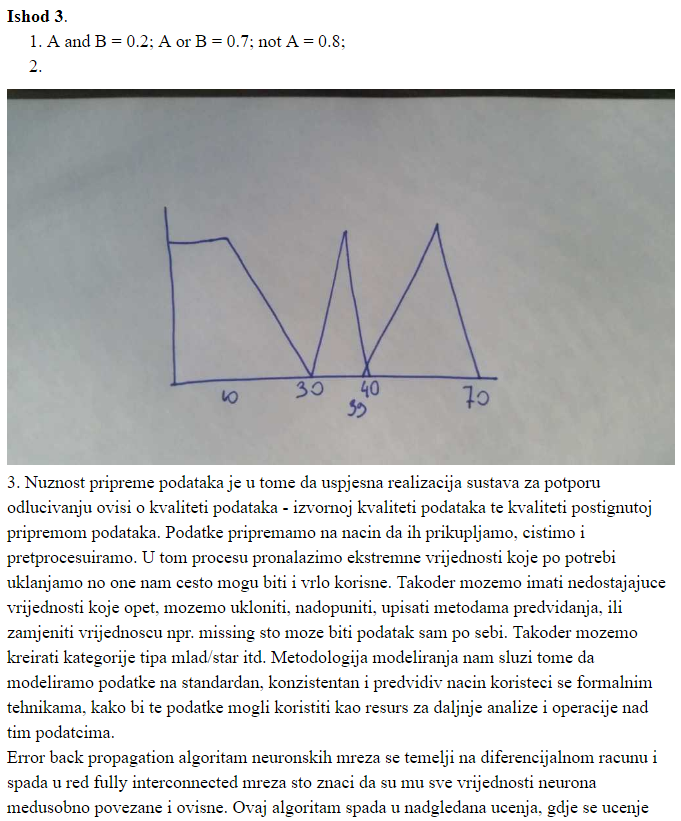 Ishod 3.
1. A and B = 0.2; A or B = 0.7; not A = 0.8;
2.
30 40
39 70
3. Nuznost pripreme podataka je u tome da uspjesna realizacija sustava za potporu
odlucivanju ovisi o kvaliteti podataka - izvornoj kvaliteti podataka te kvaliteti postignutoj
pripremom podataka. Podatke pripremamo na nacin da ih prikupljamo, cistimo i
pretprocesuiramo. U tom procesu pronalazimo ekstremne vrijednosti koje po potrebi
uklanjamo no one nam cesto mogu biti i vrlo korisne. Takoder mozemo imati nedostajajuce
vrijednosti koje opet, mozemo ukloniti, nadopuniti, upisati metodama predvidanja, ili
zamjeniti vrijednoscu npr. missing sto moze biti podatak sam po sebi. Takoder mozemo
kreirati kategorije tipa mlad/star itd. Metodologija modeliranja nam sluzi tome da
modeliramo podatke na standardan, konzistentan i predvidiv nacin koristeci se formalnim
tehnikama, kako bi te podatke mogli koristiti kao resurs za daljnje analize i operacije nad
tim podatcima.
Error back propagation algoritam neuronskih mreza se temelji na diferencijalnom racunu i
spada u red fully interconnected mreza sto znaci da su mu sve vrijednosti neurona
medusobno povezane i ovisne. Ovaj algoritam spada u nadgledana ucenja, gdje se ucenje